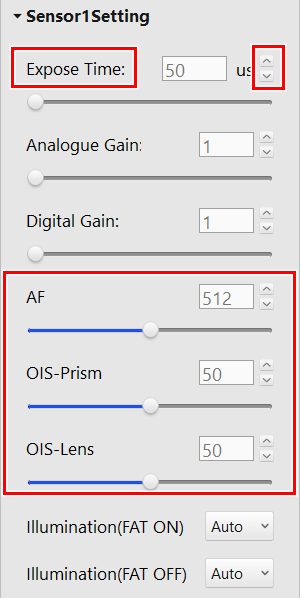 Sensor1Setting
Expose Time: 50 us
Analogue Gain: 1
Digital Gain: 1
AF 512
OIS-Prism 50
OIS-Lens 50
Illumination(FAT ON) Auto
Illumination(FAT OFF) Auto